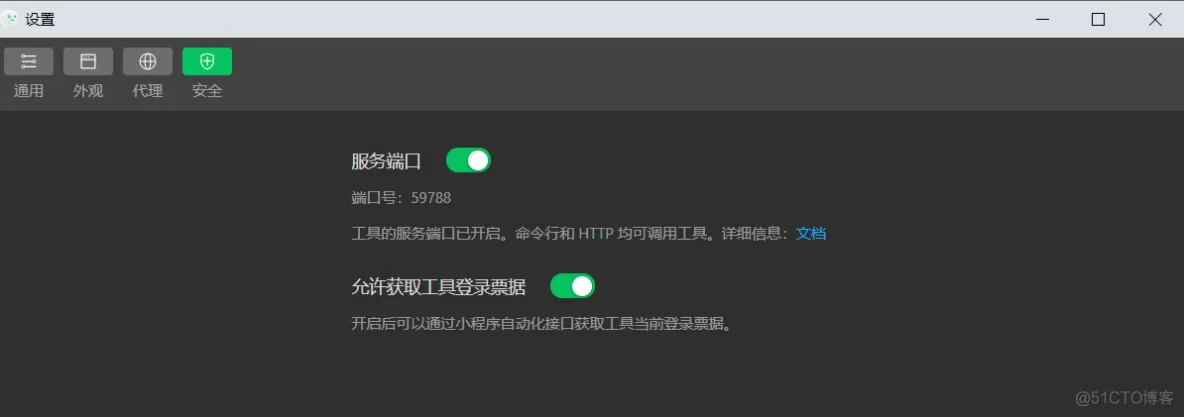 设置
通用 外观 代理 安全
服务端口
端口号：59788
工具的服务端口已开启。命令行和 HTTP 均可调用工具。详细信息：文档
允许获取工具登录票据
开启后可以通过小程序自动化接口获取工具当前登录票据。
@51CTO博客